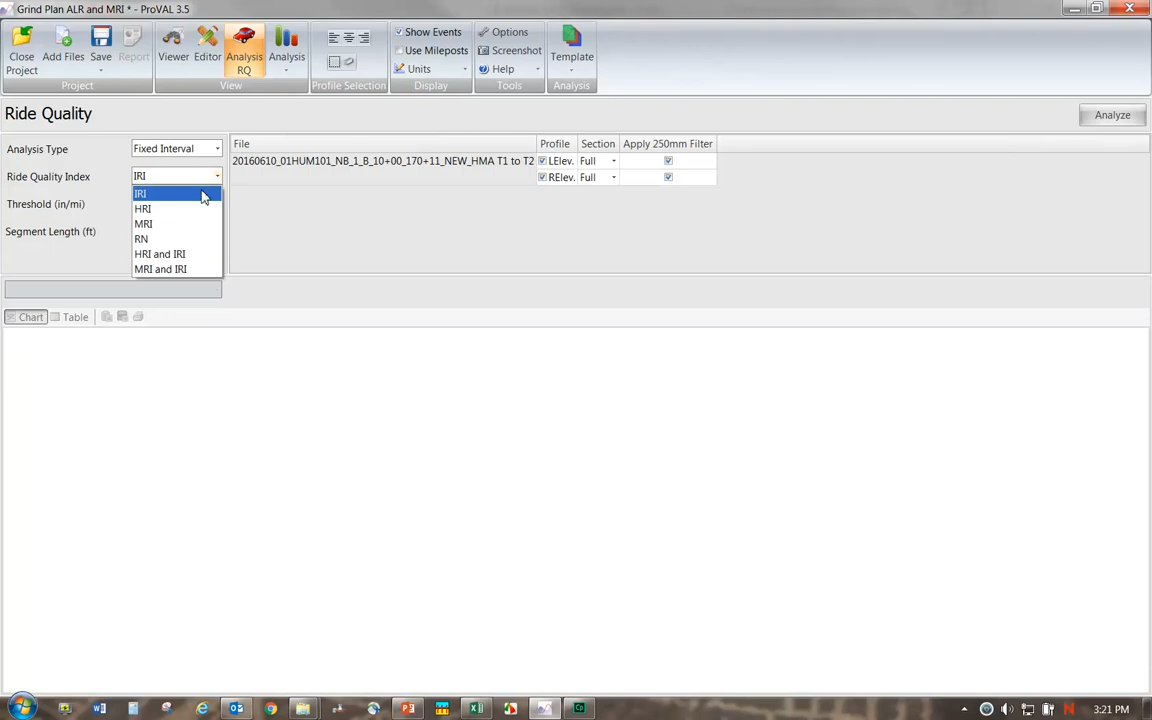 Grind Plan ALR and MRI * - ProVAL 3.5
Close Project
Add Files
Save
Report
Viewer
Editor
Analysis RQ
Analysis
Show Events
Use Mileposts
Units
Options
Screenshot
Help
Template
Project
View
Profile Selection
Display
Tools
Analysis
Ride Quality
Analyze
Analysis Type
Fixed Interval
Ride Quality Index
IRI
Threshold (in/mi)
Segment Length (ft)
IRI
HRI
MRI
RN
HRI and IRI
MRI and IRI
File Profile Section Apply 250mm Filter
20160610_01HUM101_NB_1_B_10+00_170+11_NEW_HMA T1 to T2 LElev. Full
RElev. Full
Chart Table
3:21 PM